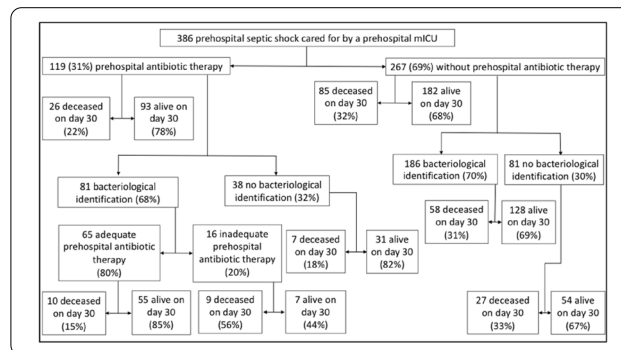 386 prehospital septic shock cared for by a prehospital mICU
119 (31%) prehospital antibiotic therapy
267 (69%) without prehospital antibiotic therapy
26 deceased
on day 30
(22%)
93 alive on
day 30
(78%)
85 deceased
on day 30
(32%)
182 alive on
day 30
(68%)
81 bacteriological
identification (68%)
38 no bacteriological
identification (32%)
186 bacteriological
identification (70%)
81 no bacteriological
identification (30%)
65 adequate
prehospital antibiotic
therapy
(80%)
16 inadequate
prehospital antibiotic
therapy
(20%)
7 deceased on
day 30
(18%)
31 alive on
day 30
(82%)
58 deceased
on day 30
(31%)
128 alive on
day 30
(69%)
10 deceased
on day 30
(15%)
55 alive on
day 30
(85%)
9 deceased
on day 30
(56%)
7 alive on
day 30
(44%)
27 deceased
on day 30
(33%)
54 alive on
day 30
(67%)